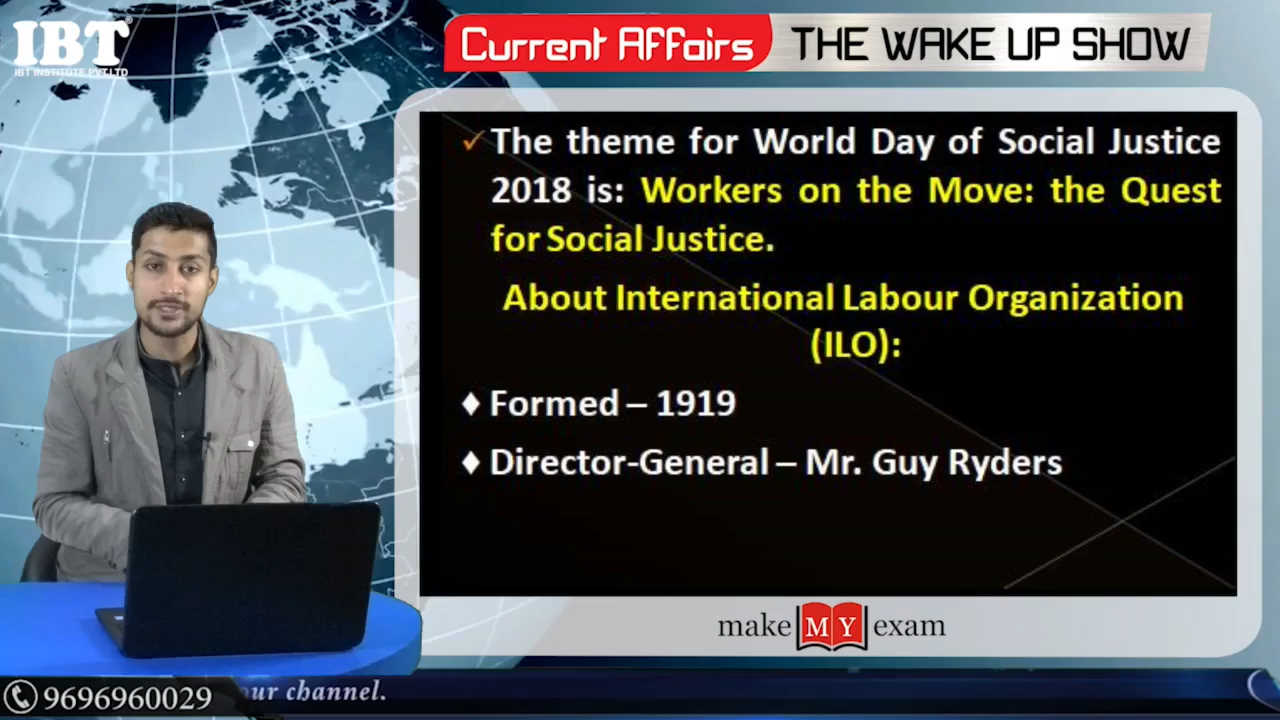 IBT®
IBT INSTITUTE PVT.LTD
Current Affairs THE WAKE UP SHOW
✓ The theme for World Day of Social Justice
2018 is: Workers on the Move: the Quest
for Social Justice.
About International Labour Organization
(ILO):
♦ Formed – 1919
♦ Director-General – Mr. Guy Ryders
make MY exam
9696960029 our channel.